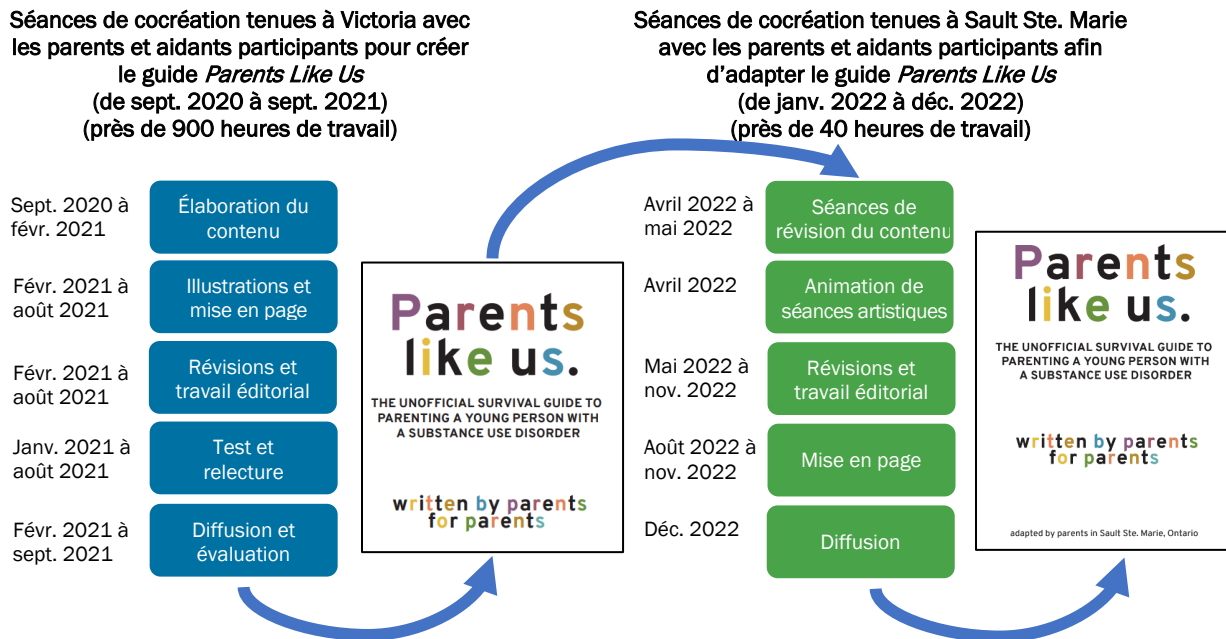 Séances de cocréation tenues à Victoria avec
les parents et aidants participants pour créer
le guide Parents Like Us
(de sept. 2020 à sept. 2021)
(près de 900 heures de travail)
Sept. 2020 à
févr. 2021
Élaboration du
contenu
Févr. 2021 à
août 2021
Illustrations et
mise en page
Févr. 2021 à
août 2021
Révisions et
travail éditorial
Janv. 2021 à
août 2021
Test et
relecture
Févr. 2021 à
sept. 2021
Diffusion et
évaluation
Parents
like us.
THE UNOFFICIAL SURVIVAL GUIDE TO
PARENTING A YOUNG PERSON WITH
A SUBSTANCE USE DISORDER
written by parents
for parents
Séances de cocréation tenues à Sault Ste. Marie
avec les parents et aidants participants afin
d’adapter le guide Parents Like Us
(de janv. 2022 à déc. 2022)
(près de 40 heures de travail)
Avril 2022 à
mai 2022
Séances de
révision du contenu
Avril 2022
Animation de
séances artistiques
Mai 2022 à
nov. 2022
Révisions et
travail éditorial
Août 2022 à
nov. 2022
Mise en page
Déc. 2022
Diffusion
Parents
like us.
THE UNOFFICIAL SURVIVAL GUIDE TO
PARENTING A YOUNG PERSON WITH
A SUBSTANCE USE DISORDER
written by parents
for parents
adapted by parents in Sault Ste. Marie, Ontario